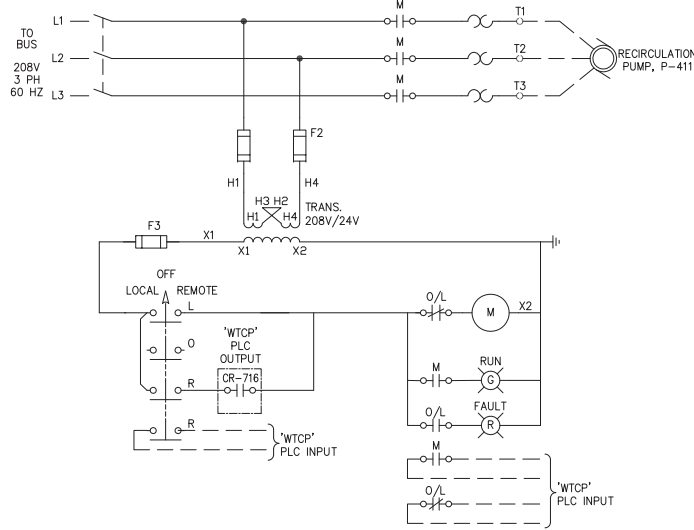 L1
M
T1
TO
BUS
L2
M
T2
RECIRCULATION
PUMP, P-411
208V
3 PH
60 HZ
L3
M
T3
F2
H1
H4
H3 H2
H1
H4
TRANS.
208V/24V
F3
X1
X1
X2
OFF
LOCAL
REMOTE
L
O/L
M
X2
'WTCP'
PLC
OUTPUT
O
RUN
M
G
CR-716
R
FAULT
O/L
R
R
'WTCP'
PLC INPUT
M
O/L
'WTCP'
PLC INPUT